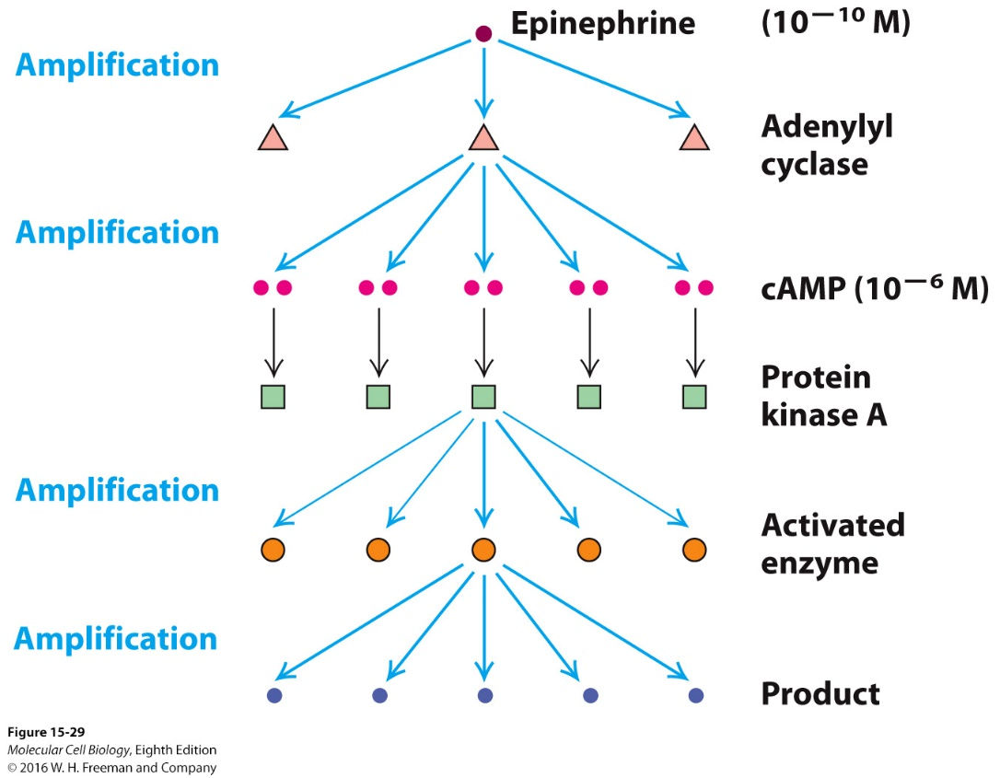 Epinephrine (10⁻¹⁰ M)
Amplification
Adenylyl
cyclase
Amplification
cAMP (10⁻⁶ M)
Protein
kinase A
Amplification
Activated
enzyme
Amplification
Product
Figure 15-29
Molecular Cell Biology, Eighth Edition
© 2016 W. H. Freeman and Company